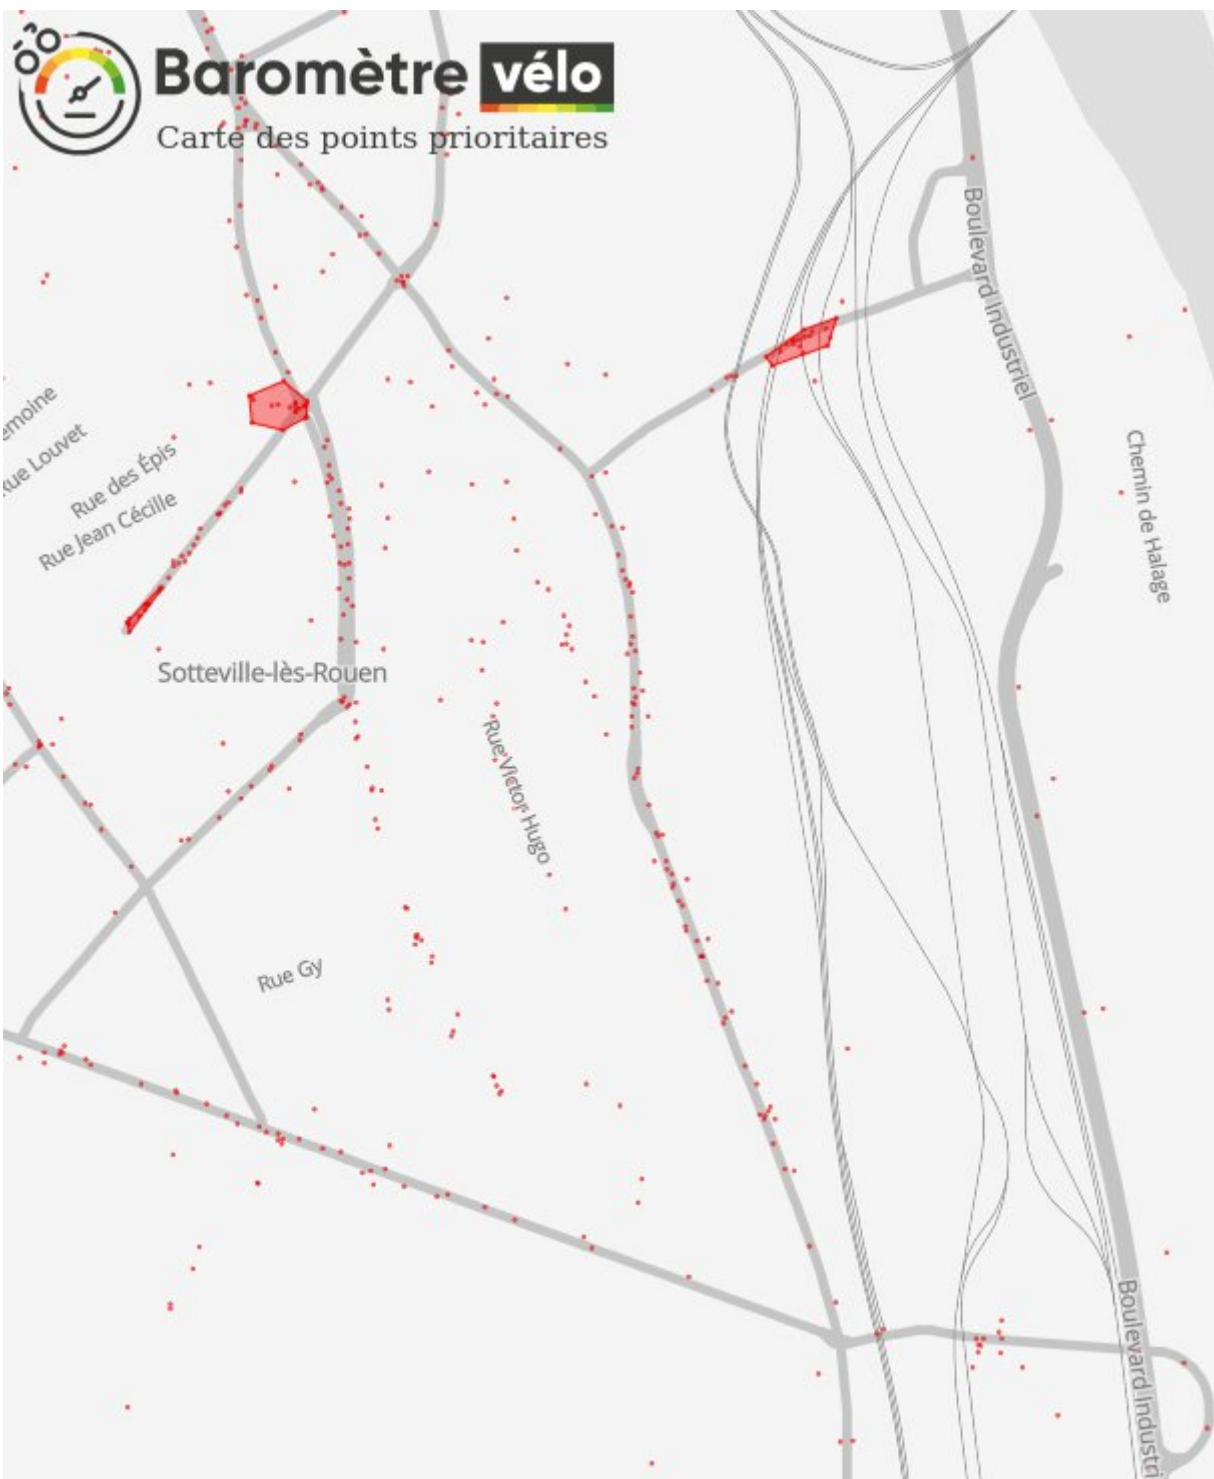 Baromètre vélo
Carte des points prioritaires
Boulevard Industriel
emoine
Rue Louvet
Rue des Épis
Rue Jean Cécille
Chemin de Halage
Sotteville-lès-Rouen
Rue Victor Hugo
Rue Gy
Boulevard Industri